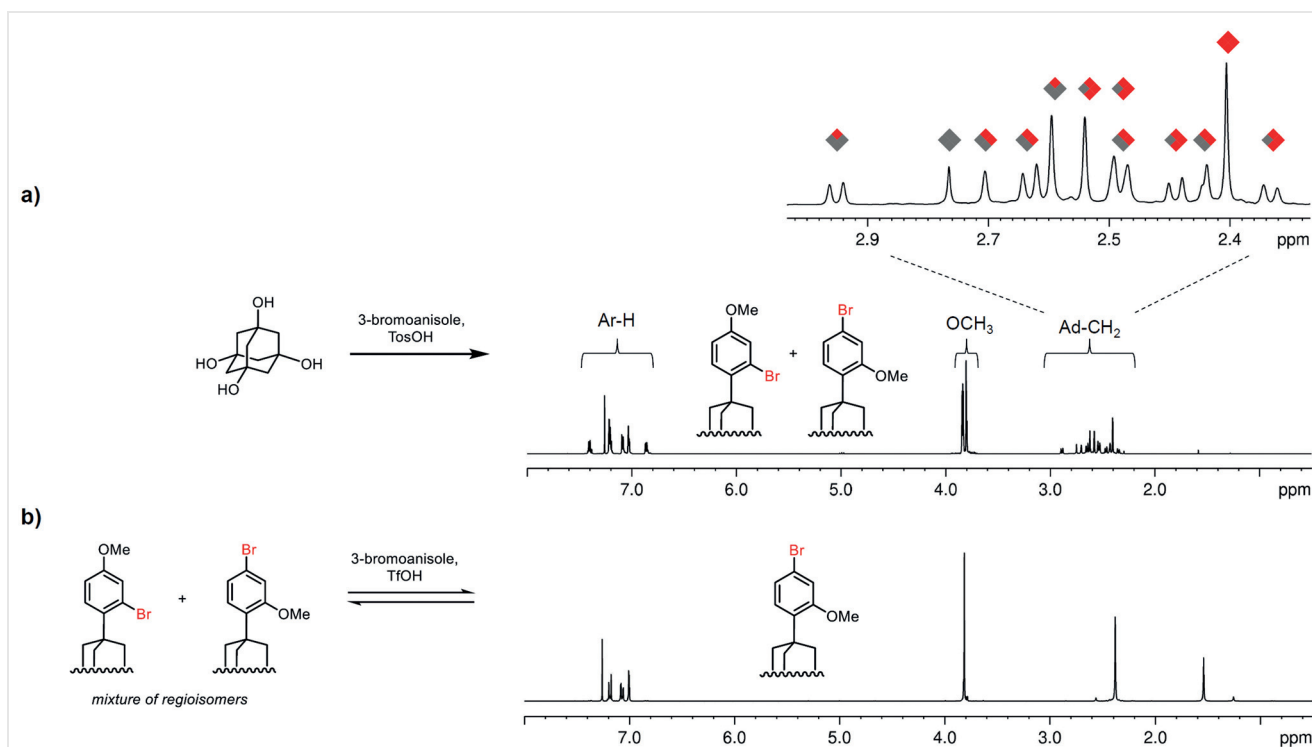 a)
2.9
2.7
2.5
2.4
ppm
OH
HO
OH
HO
3-bromoanisole,
TosOH
Ar-H
OMe
Br
+
Br
OMe
OCH3
Ad-CH2
7.0
6.0
5.0
4.0
3.0
2.0
ppm
b)
OMe
Br
+
Br
OMe
mixture of regioisomers
3-bromoanisole,
TfOH
Br
OMe
7.0
6.0
5.0
4.0
3.0
2.0
ppm